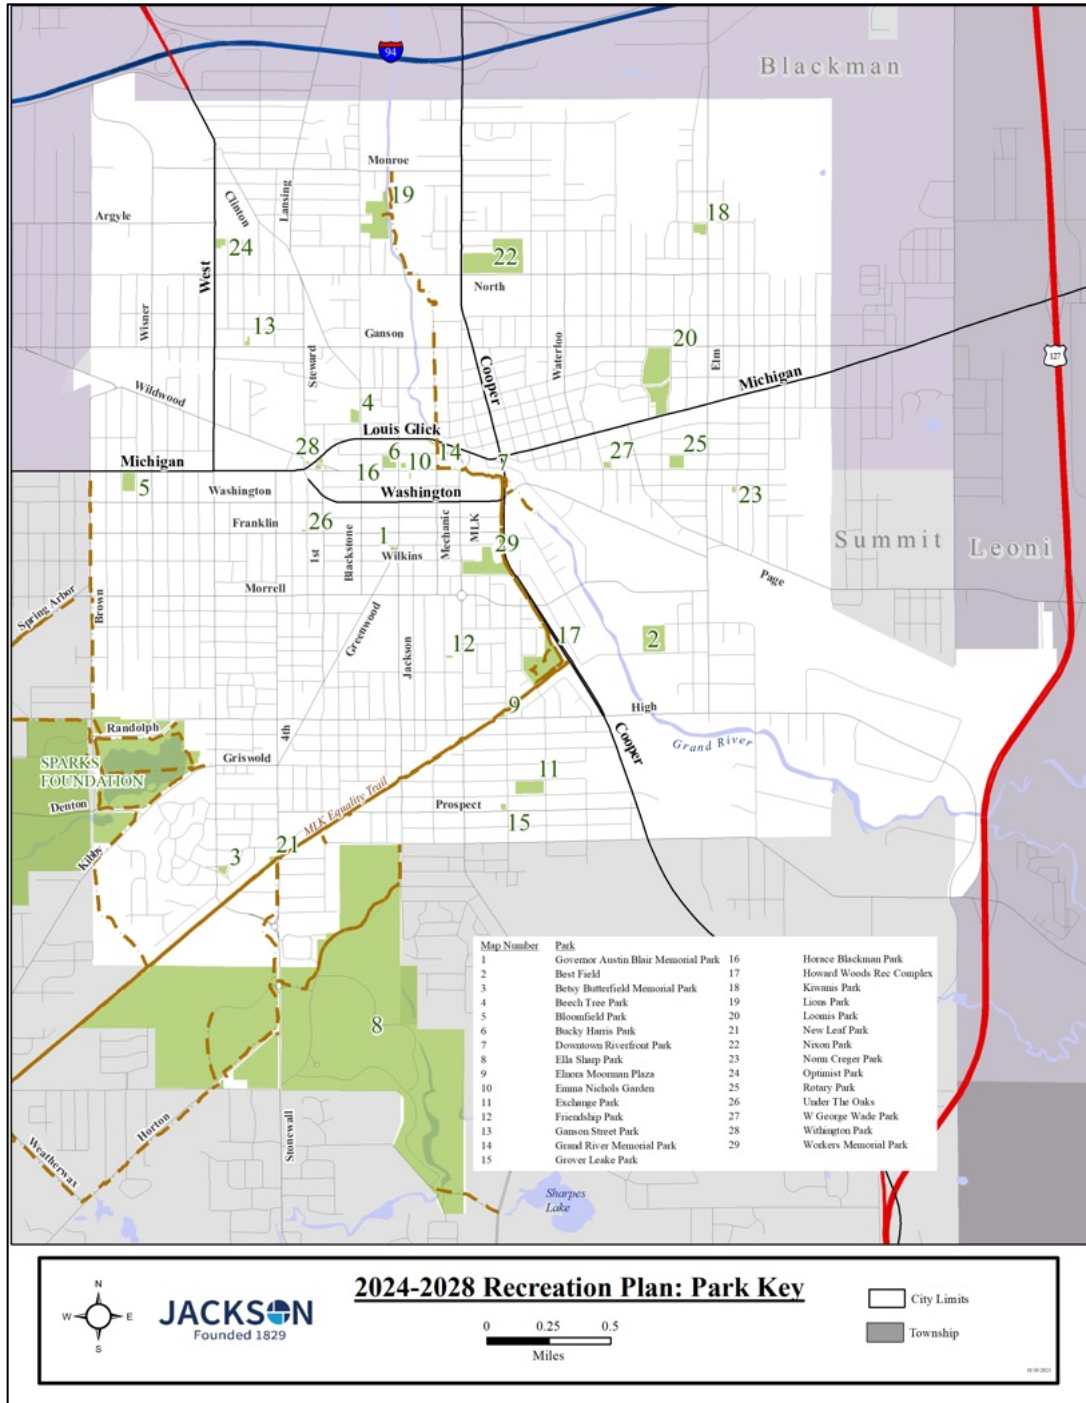 94
Blackman
Monroe
19
Lansing
Clinton
Argyle
18
24
22
West
North
Wisner
13
Ganson
Waterloo
20
Elm
127
Steward
Cooper
Michigan
Wildwood
4
Louis Glick
28
6
14
7
27
25
Michigan
16
10
5
Washington
Washington
23
Franklin
26
1st
Blackstone
1
Wilkins
Mechanic
MLK
29
Summit
Leoni
Page
Morrell
Spring Arbor
Brown
Greenwood
Jackson
12
17
2
9
High
Randolph
4th
Cooper
Grand River
SPARKS
FOUNDATION
Griswold
11
Denton
MLK Equality Trail
Prospect
15
Kibby
3
21
8
Horton
Weatherwax
Stonewall
Sharpes
Lake
Map Number Park
1 Governor Austin Blair Memorial Park 16 Horace Blackman Park
2 Best Field 17 Howard Woods Rec Complex
3 Betsy Butterfield Memorial Park 18 Kiwanis Park
4 Beech Tree Park 19 Lions Park
5 Bloomfield Park 20 Loomis Park
6 Bucky Harris Park 21 New Leaf Park
7 Downtown Riverfront Park 22 Nixon Park
8 Ella Sharp Park 23 Norm Creger Park
9 Elnora Moorman Plaza 24 Optimist Park
10 Emma Nichols Garden 25 Rotary Park
11 Exchange Park 26 Under The Oaks
12 Friendship Park 27 W George Wade Park
13 Ganson Street Park 28 Withington Park
14 Grand River Memorial Park 29 Workers Memorial Park
15 Grover Leake Park
N
W E
S
JACKSON
Founded 1829
2024-2028 Recreation Plan: Park Key
0 0.25 0.5
Miles
City Limits
Township